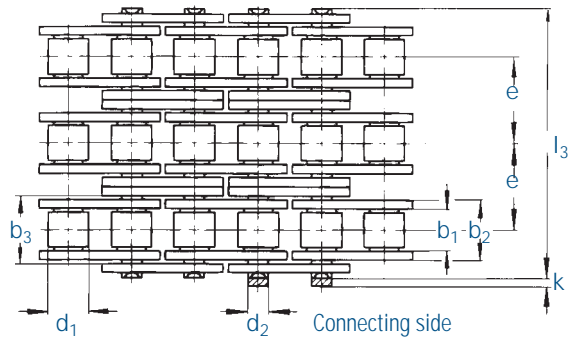 e
l₃
e
b₃
b₁
b₂
k
d₁
d₂
Connecting side